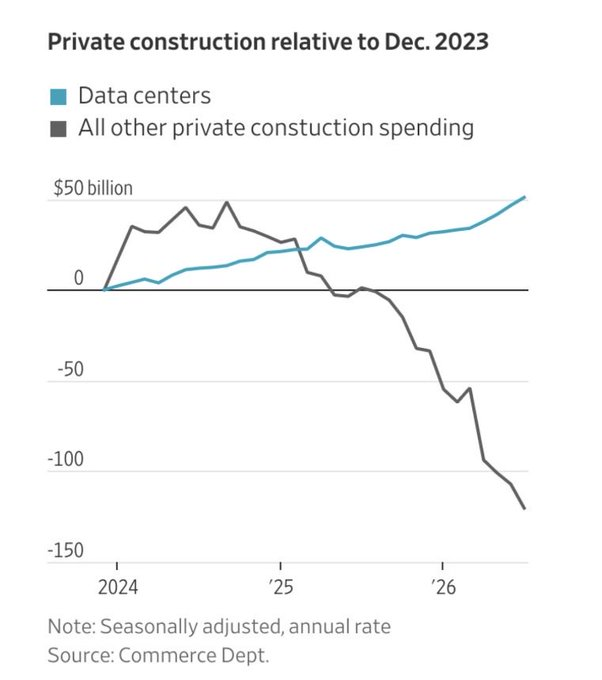 Private construction relative to Dec. 2023
Data centers
All other private constuction spending
$50 billion
0
-50
-100
-150
2024
’25
’26
Note: Seasonally adjusted, annual rate
Source: Commerce Dept.